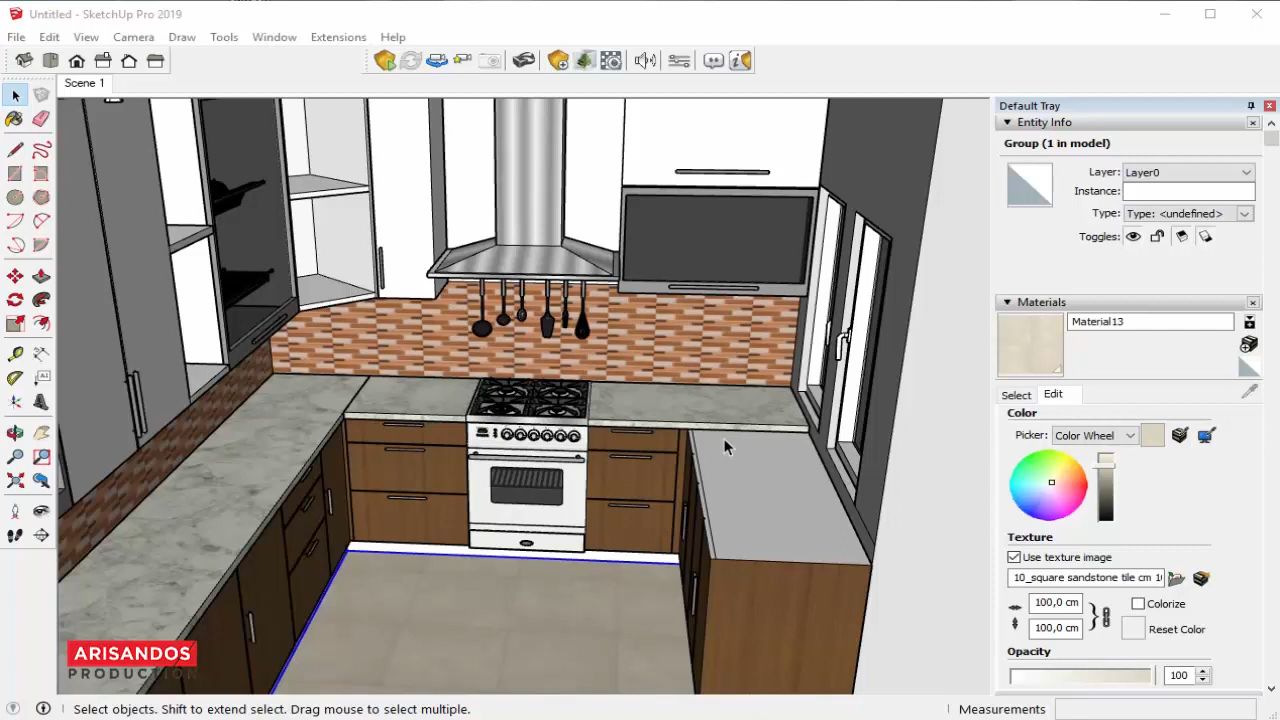 Untitled - SketchUp Pro 2019
File Edit View Camera Draw Tools Window Extensions Help
Scene 1
Default Tray
Entity Info
Group (1 in model)
Layer: Layer0
Instance:
Type: Type: <undefined>
Toggles:
Materials
Material13
Select Edit
Color
Picker: Color Wheel
Texture
Use texture image
10_square sandstone tile cm 1
100,0 cm
Colorize
100,0 cm
Reset Color
Opacity
100
ARISANDOS
PRODUCTION
Select objects. Shift to extend select. Drag mouse to select multiple.
Measurements